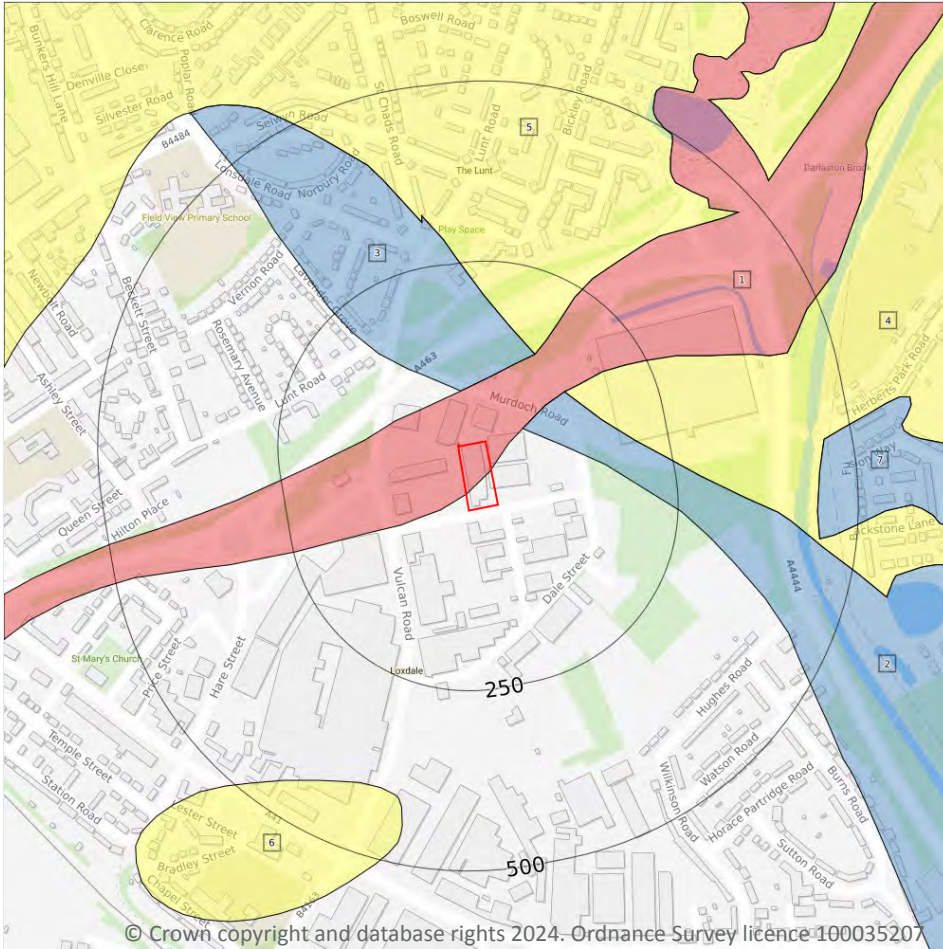 Boswell Road
Clarence Road
Bunkers Hill Lane
Denville Close
Poplar Road
Silvester Road
St Chads Road
Bickley Road
Lunt Road
Selwyn Road
5
B4484
Lonsdale Road
Norbury Road
The Lunt
Darlaston Brook
Field View Primary School
Play Space
3
Vernon Road
1
Newbolt Road
Beckett Street
Lavender Grove
Rosemary Avenue
4
A463
Herberts Park Road
Lunt Road
Ashley Street
Murdoch Road
7
Queen Street
Hilton Place
A4444
Vulcan Road
Dale Street
St Mary's Church
Price Street
Hare Street
Loxdale
2
250
Hughes Road
Temple Street
Watson Road
Station Road
Wilkinson Road
Horace Partridge Road
Burns Road
A41
6
Bradley Street
Sutton Road
500
Chapel Street
© Crown copyright and database rights 2024. Ordnance Survey licence 100035207